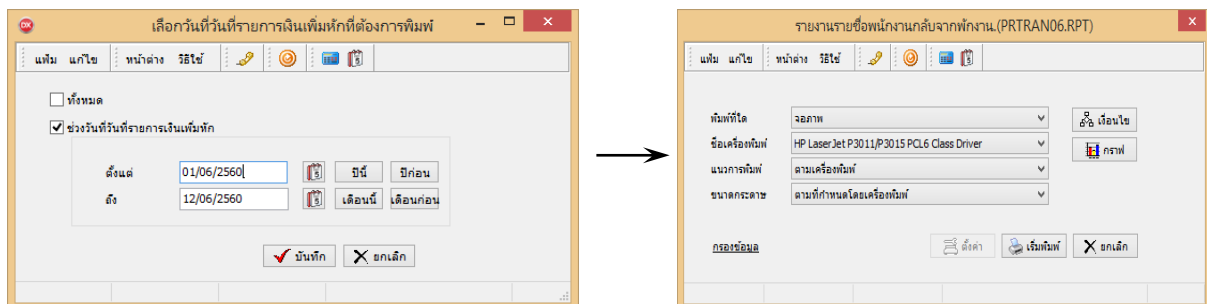 เลือกวันที่วันที่รายการเงินเพิ่มหักที่ต้องการพิมพ์
แฟ้ม แก้ไข หน้าต่าง วิธีใช้
ทั้งหมด
ช่วงวันที่วันที่รายการเงินเพิ่มหัก
ตั้งแต่ 01/06/2560 ปีนี้ ปีก่อน
ถึง 12/06/2560 เดือนนี้ เดือนก่อน
บันทึก ยกเลิก
รายงานรายชื่อพนักงานกลับจากพักงาน.(PRTRAN06.RPT)
แฟ้ม แก้ไข หน้าต่าง วิธีใช้
พิมพ์ที่ใด จอภาพ เงื่อนไข
ชื่อเครื่องพิมพ์ HP LaserJet P3011/P3015 PCL6 Class Driver กราฟ
แนวการพิมพ์ ตามเครื่องพิมพ์
ขนาดกระดาษ ตามที่กำหนดโดยเครื่องพิมพ์
กรองข้อมูล ตั้งค่า เริ่มพิมพ์ ยกเลิก